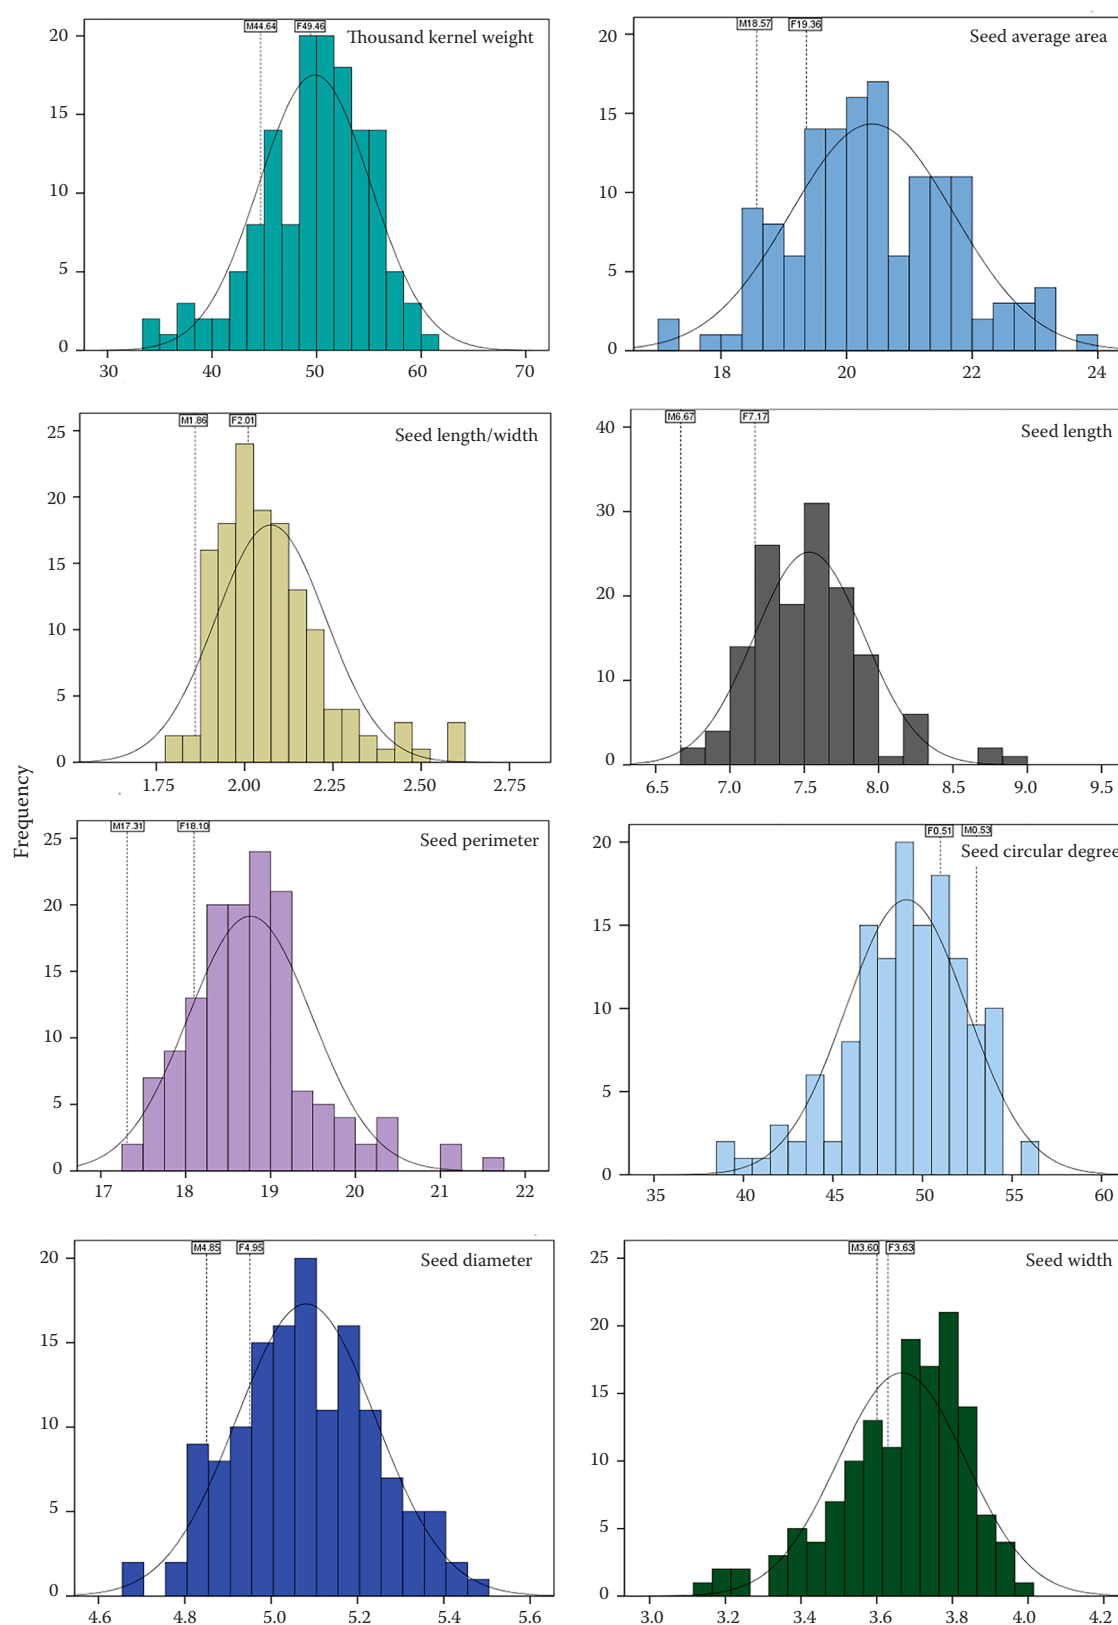 M44.64 F49.46
Thousand kernel weight
20
15
10
5
0
30 40 50 60 70
M18.57 F19.36
Seed average area
20
15
10
5
0
18 20 22 24
M1.86 F2.01
Seed length/width
25
20
15
10
5
0
1.75 2.00 2.25 2.50 2.75
M6.67 F7.17
Seed length
40
30
20
10
0
6.5 7.0 7.5 8.0 8.5 9.0 9.5
Frequency
M17.31 F18.10
Seed perimeter
25
20
15
10
5
0
17 18 19 20 21 22
F0.51 M0.53
Seed circular degree
20
15
10
5
0
35 40 45 50 55 60
M4.85 F4.95
Seed diameter
20
15
10
5
0
4.6 4.8 5.0 5.2 5.4 5.6
M3.60 F3.63
Seed width
25
20
15
10
5
0
3.0 3.2 3.4 3.6 3.8 4.0 4.2